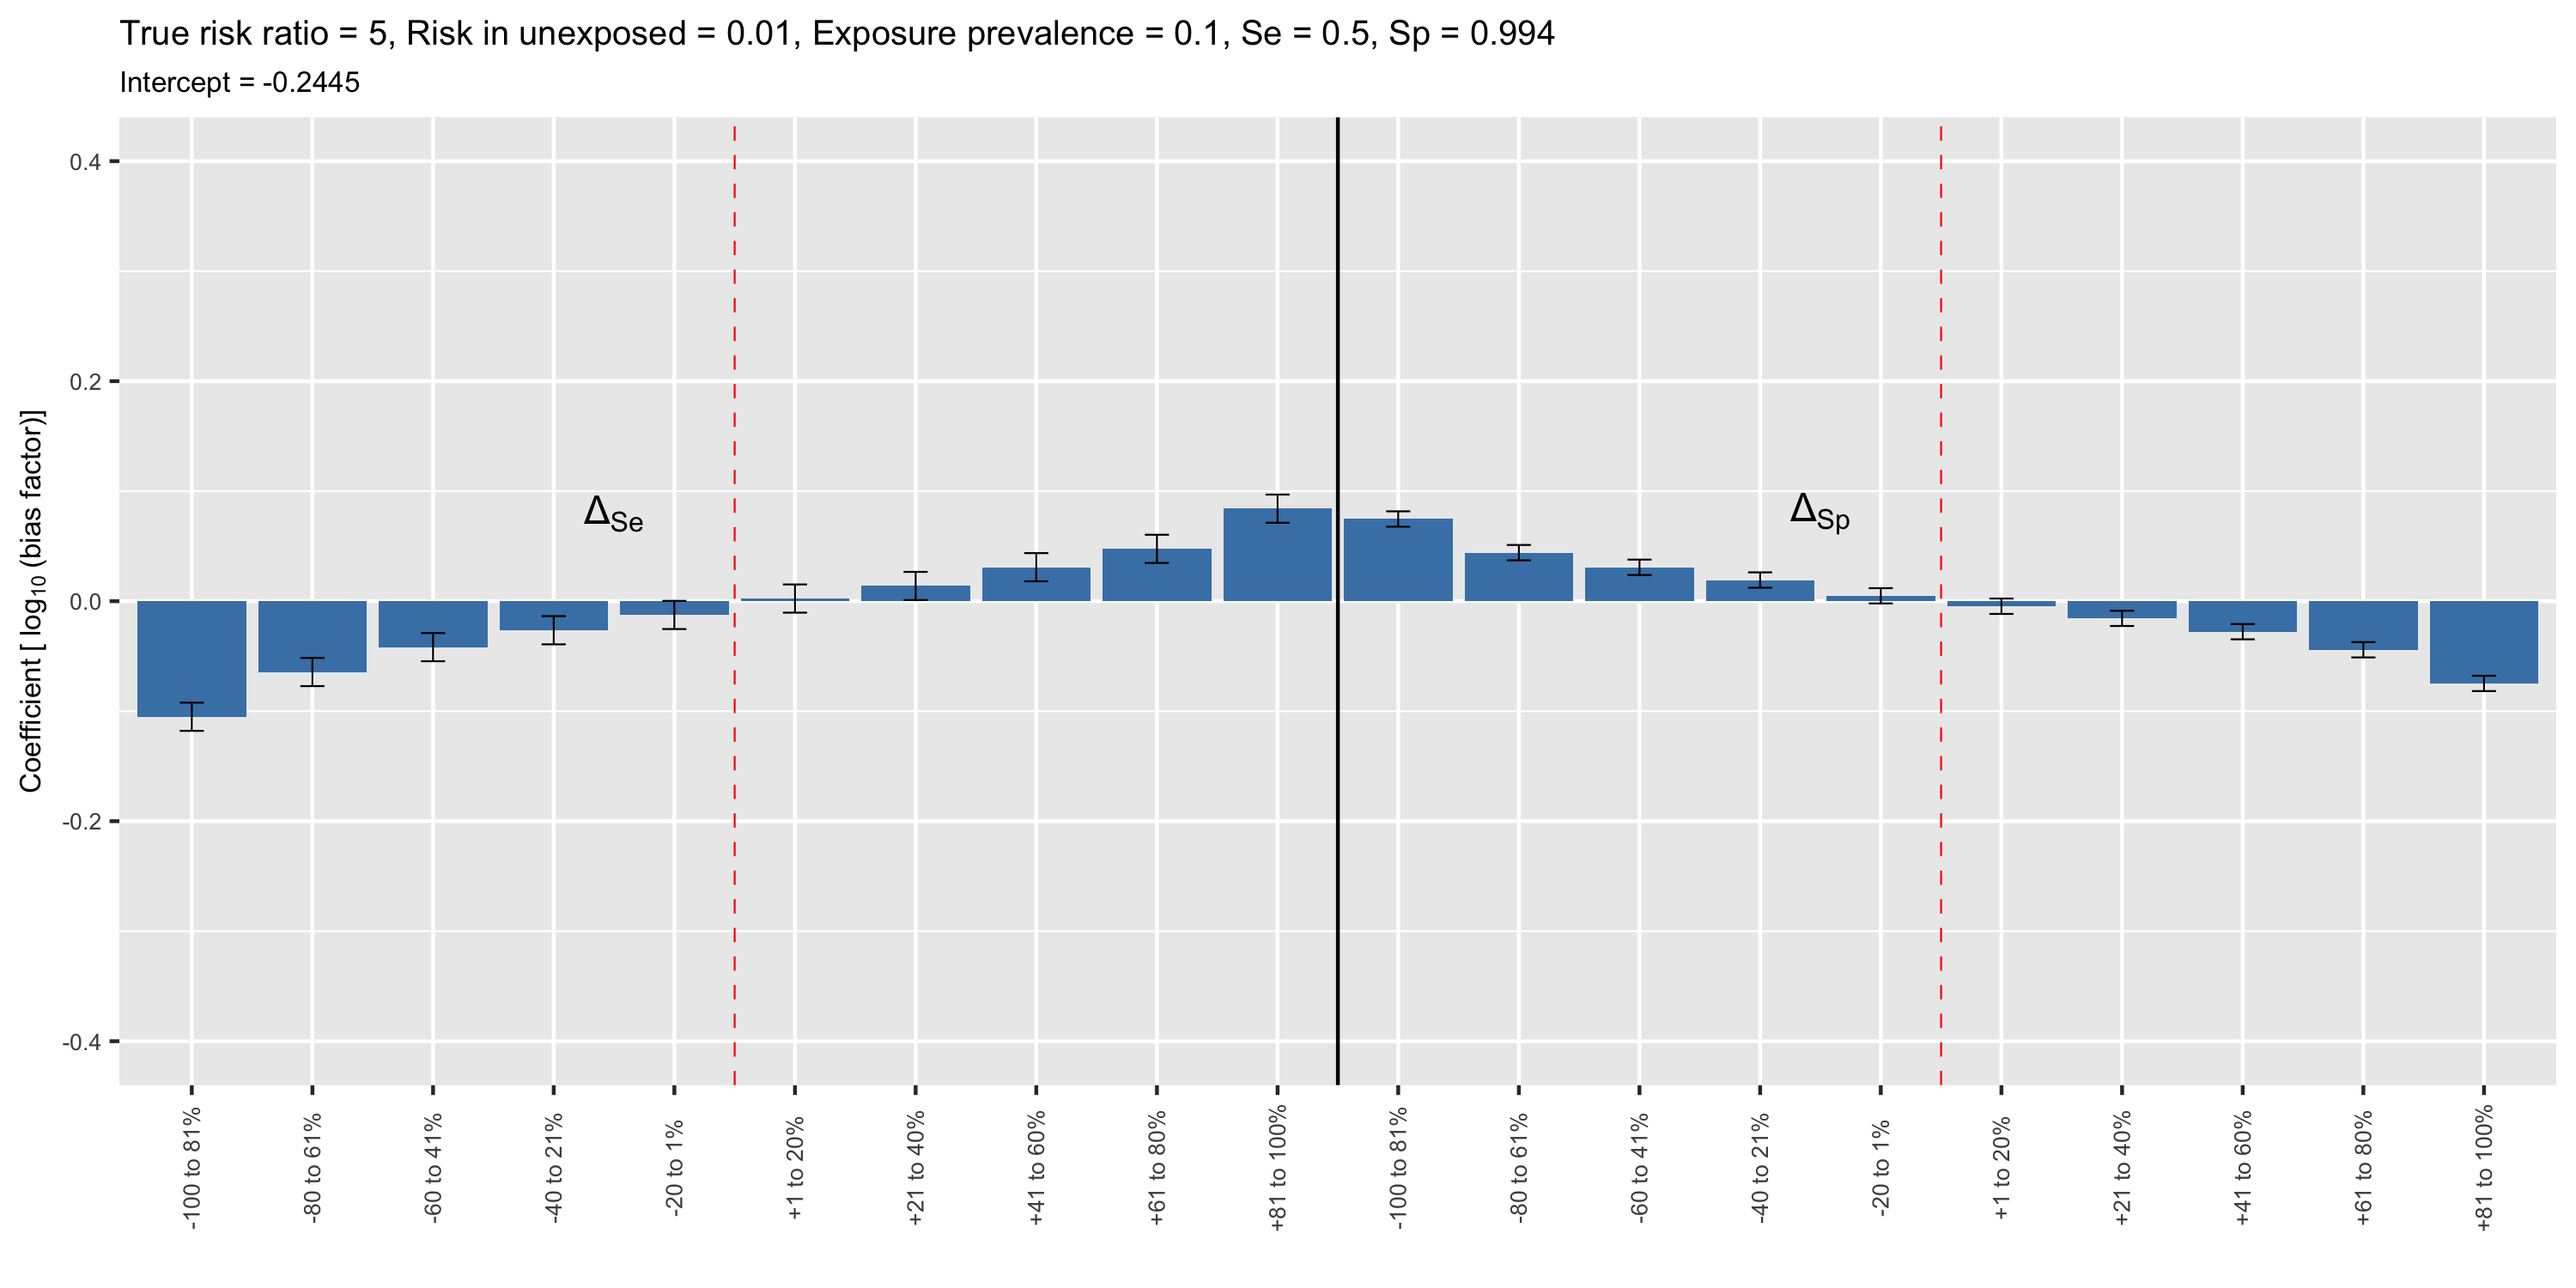 True risk ratio = 5, Risk in unexposed = 0.01, Exposure prevalence = 0.1, Se = 0.5, Sp = 0.994
Intercept = -0.2445
Coefficient [ log₁₀ (bias factor)]
0.4
0.2
0.0
-0.2
-0.4
Δ_Se
Δ_Sp
-100 to 81%
-80 to 61%
-60 to 41%
-40 to 21%
-20 to 1%
+1 to 20%
+21 to 40%
+41 to 60%
+61 to 80%
+81 to 100%
-100 to 81%
-80 to 61%
-60 to 41%
-40 to 21%
-20 to 1%
+1 to 20%
+21 to 40%
+41 to 60%
+61 to 80%
+81 to 100%